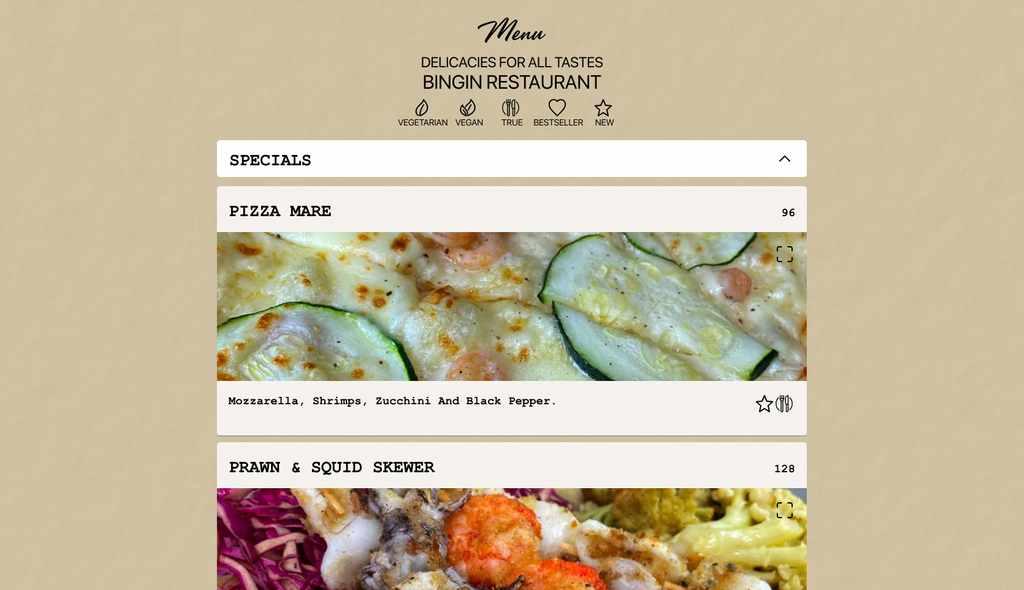 Menu
DELICACIES FOR ALL TASTES
BINGIN RESTAURANT
VEGETARIAN VEGAN TRUE BESTSELLER NEW
SPECIALS
PIZZA MARE 96
Mozzarella, Shrimps, Zucchini And Black Pepper.
PRAWN & SQUID SKEWER 128